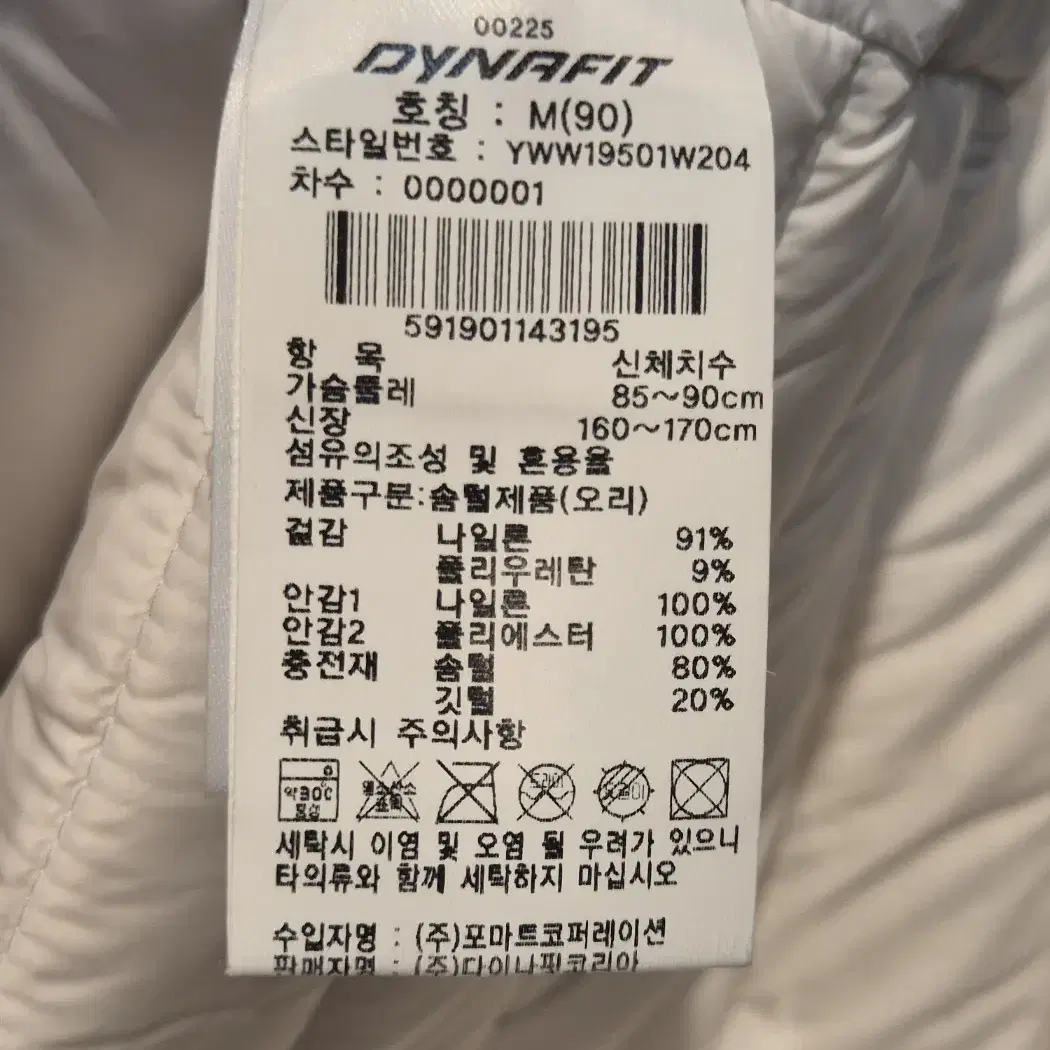 00225
DYNAFIT
호칭 : M(90)
스타일번호 : YWW19501W204
차수 : 0000001
591901143195
항 목 신체치수
가슴둘레 85~90cm
신장 160~170cm
섬유의조성 및 혼용율
제품구분:솜털제품(오리)
겉감 나일론 91%
폴리우레탄 9%
안감1 나일론 100%
안감2 폴리에스터 100%
충전재 솜털 80%
깃털 20%
취급시 주의사항
약30℃ 중성
세탁시 이염 및 오염 될 우려가 있으니
타의류와 함께 세탁하지 마십시오
수입자명 : (주)포마트코퍼레이션
판매자명 : (주)다이나핏코리아